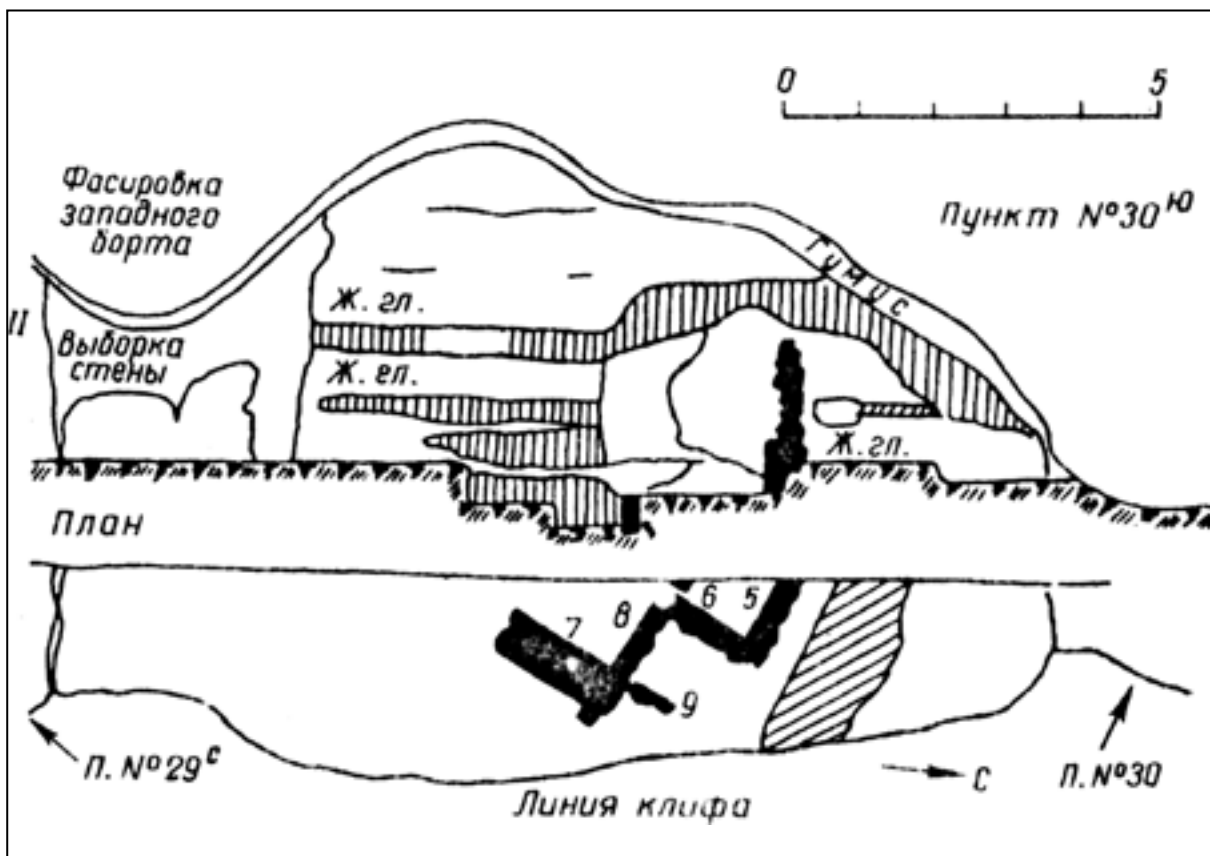 0 5
Фасировка
западного
борта
Пункт №30ю
Гумус
II
Ж. гл.
Выборка
стены
Ж. гл.
Ж. гл.
План
6 5
8
7
9
П. №29с
С
П. №30
Линия клифа